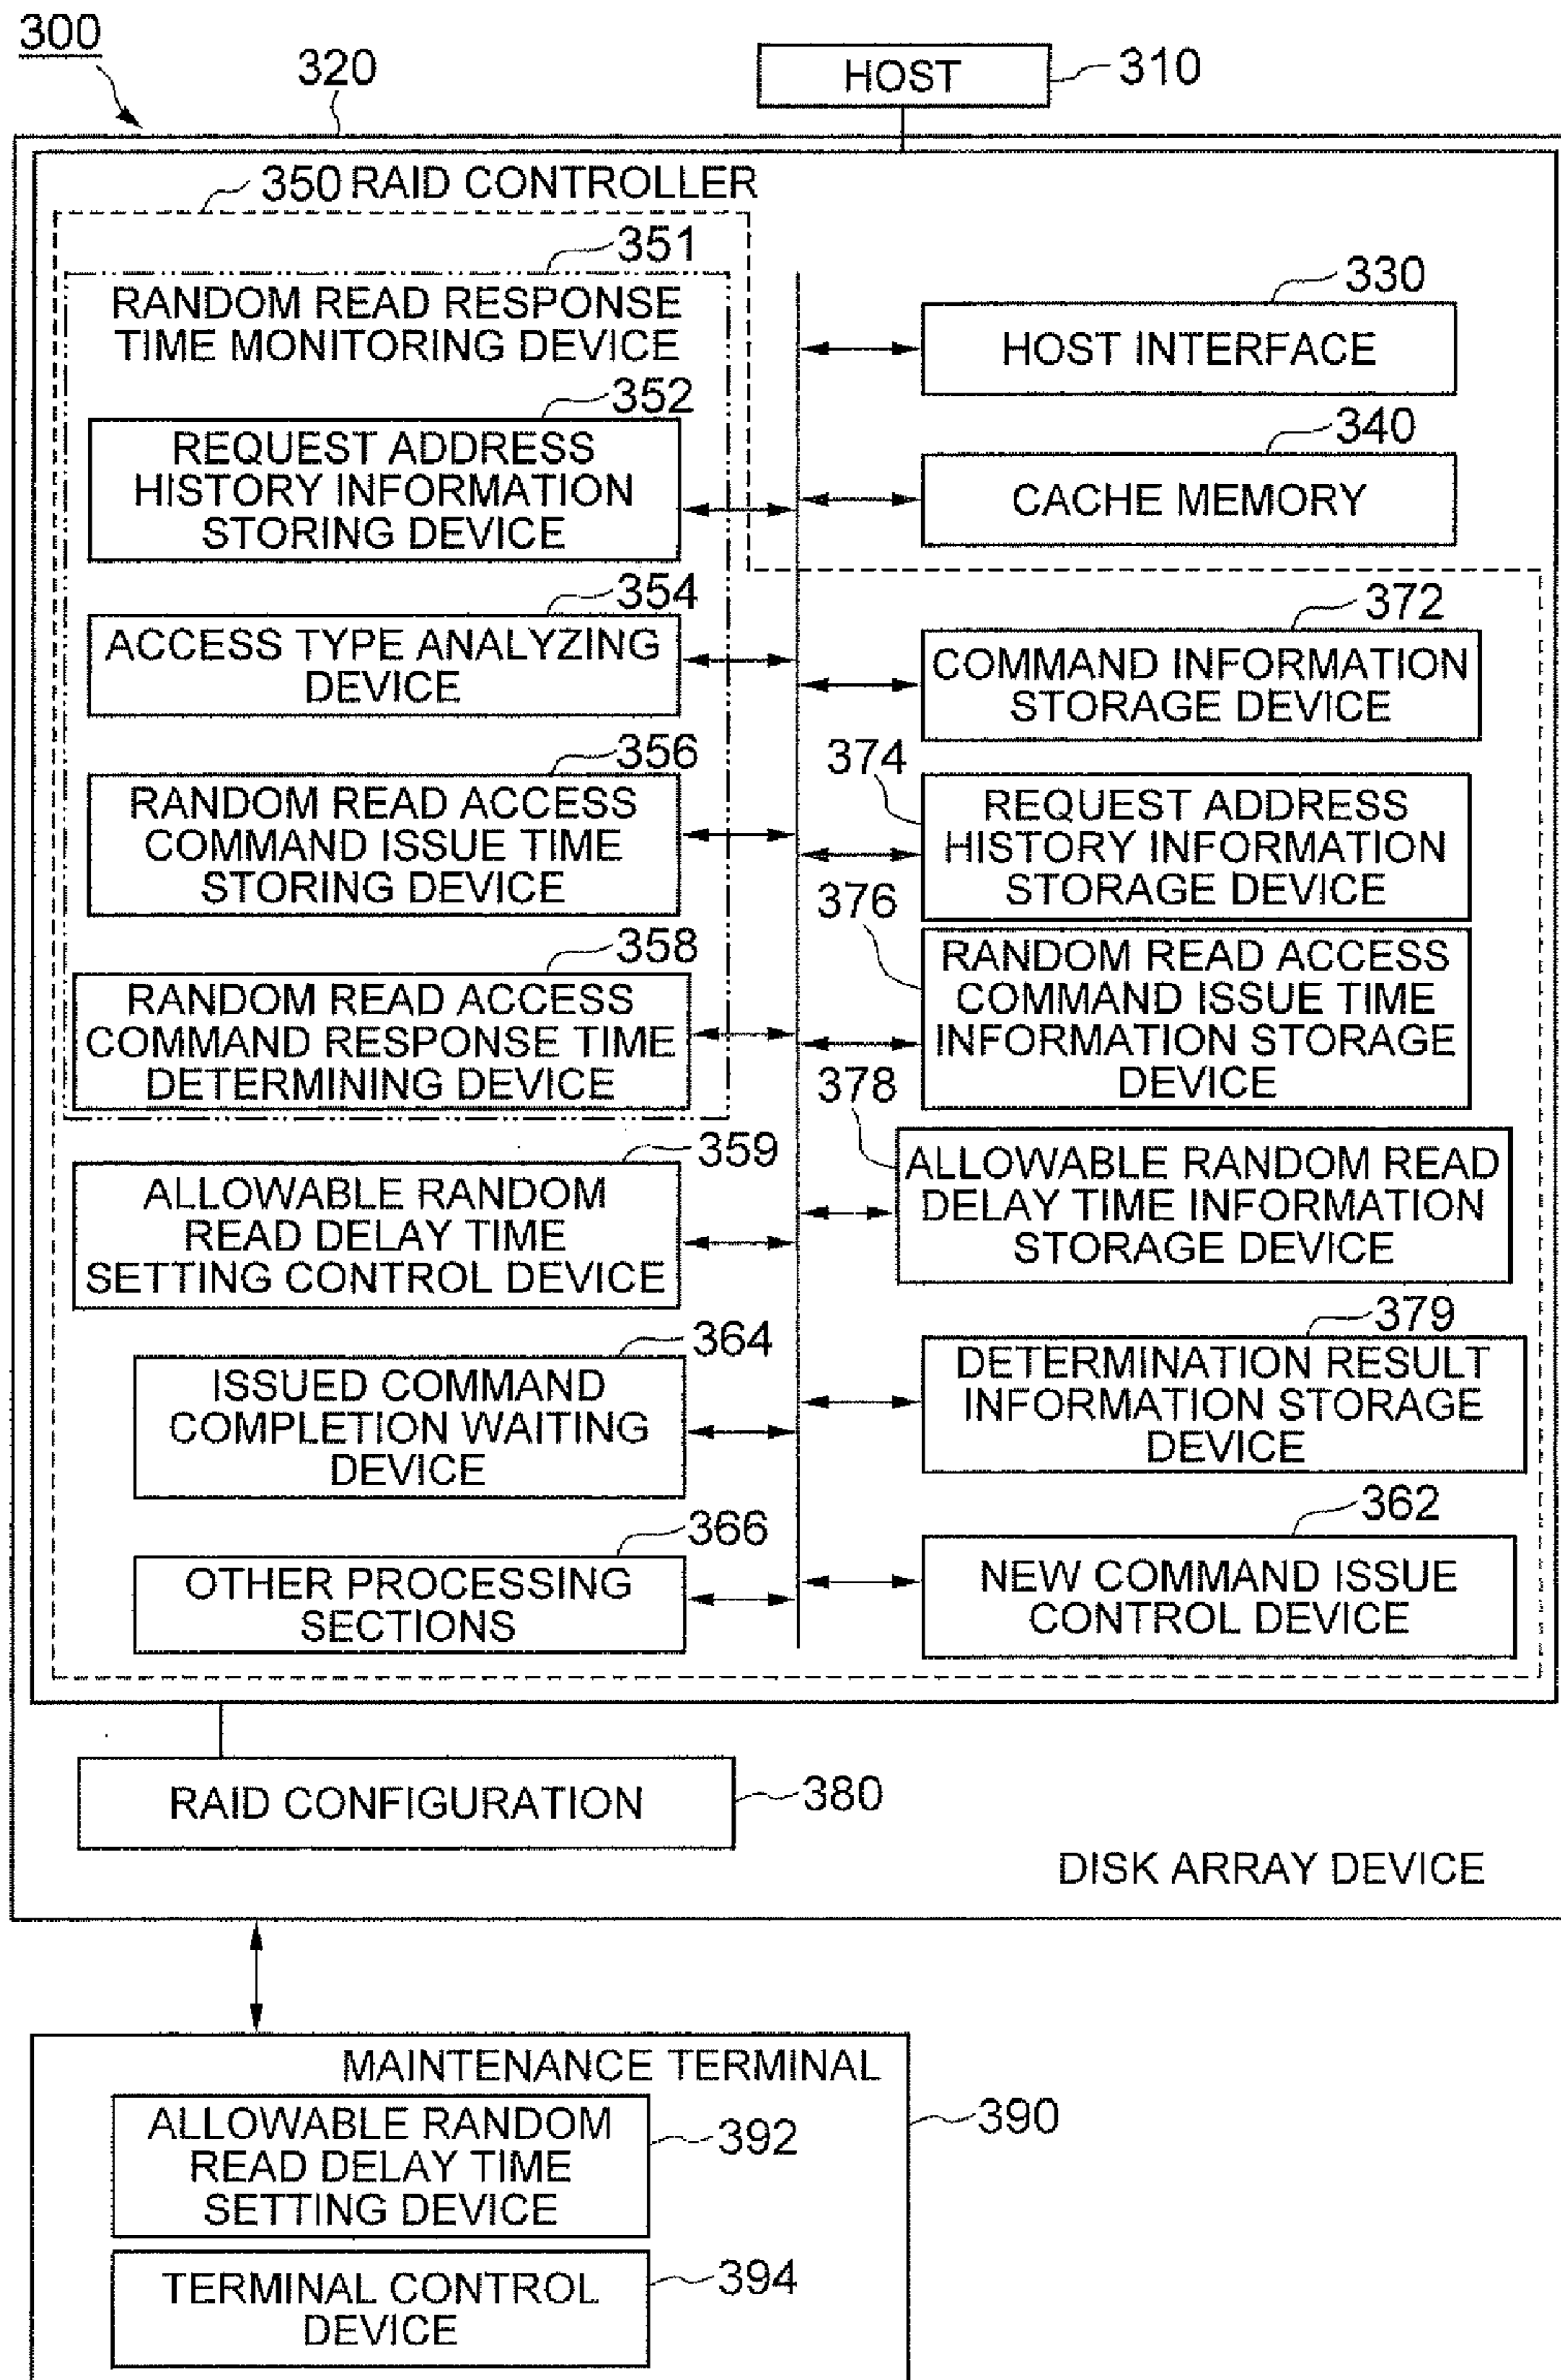 300
320
HOST
310
350 RAID CONTROLLER
351
RANDOM READ RESPONSE
TIME MONITORING DEVICE
330
HOST INTERFACE
352
REQUEST ADDRESS
HISTORY INFORMATION
STORING DEVICE
340
CACHE MEMORY
354
ACCESS TYPE ANALYZING
DEVICE
372
COMMAND INFORMATION
STORAGE DEVICE
356
RANDOM READ ACCESS
COMMAND ISSUE TIME
STORING DEVICE
374
REQUEST ADDRESS
HISTORY INFORMATION
STORAGE DEVICE
376
RANDOM READ ACCESS
COMMAND ISSUE TIME
INFORMATION STORAGE
DEVICE
358
RANDOM READ ACCESS
COMMAND RESPONSE TIME
DETERMINING DEVICE
378
ALLOWABLE RANDOM READ
DELAY TIME INFORMATION
STORAGE DEVICE
359
ALLOWABLE RANDOM
READ DELAY TIME
SETTING CONTROL DEVICE
379
DETERMINATION RESULT
INFORMATION STORAGE
DEVICE
364
ISSUED COMMAND
COMPLETION WAITING
DEVICE
362
NEW COMMAND ISSUE
CONTROL DEVICE
366
OTHER PROCESSING
SECTIONS
RAID CONFIGURATION
380
DISK ARRAY DEVICE
MAINTENANCE TERMINAL
390
ALLOWABLE RANDOM
READ DELAY TIME
SETTING DEVICE
392
TERMINAL CONTROL
DEVICE
394